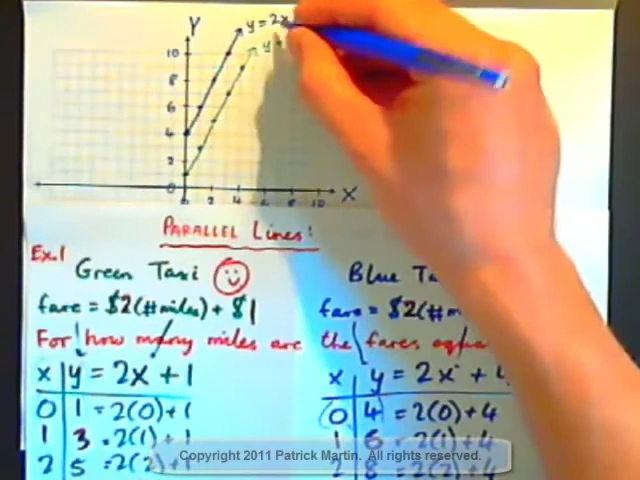 Y
y = 2x
10
y
8
6
4
2
0
2 4 6 8 10 X
PARALLEL Lines!
Ex.1
Green Taxi Blue Ta
fare = $2(#miles) + $1 fare = $2(#m
For how many miles are the fares equa
x y = 2x + 1 x y = 2x + 4
0 1 = 2(0)+1 0 4 = 2(0)+4
1 3 = 2(1)+1 1 6 = 2(1)+4
2 5 = 2(2)+1 2 8 = 2(2)+4
Copyright 2011 Patrick Martin. All rights reserved.